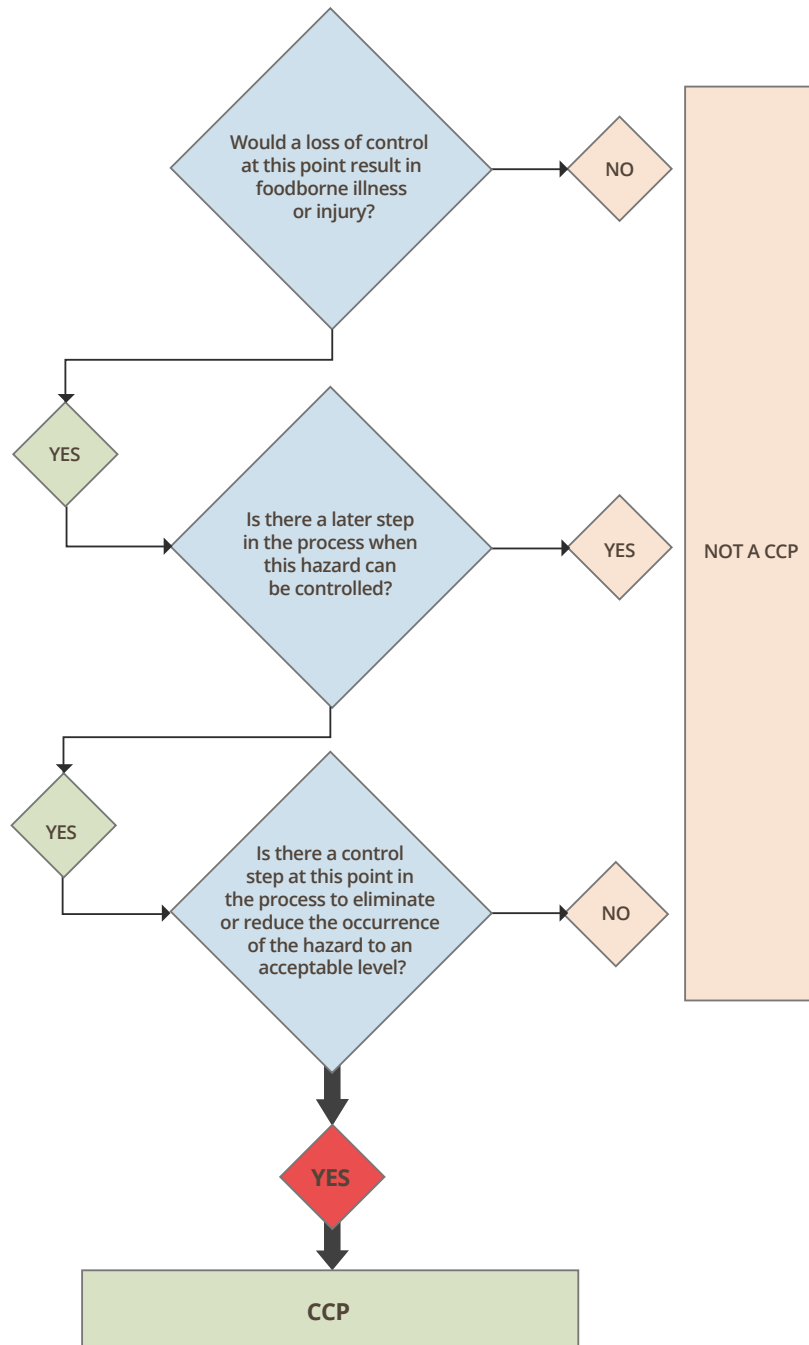 Would a loss of control
at this point result in
foodborne illness
or injury?
NO
YES
Is there a later step
in the process when
this hazard can
be controlled?
YES
NOT A CCP
YES
Is there a control
step at this point in
the process to eliminate
or reduce the occurrence
of the hazard to an
acceptable level?
NO
YES
CCP